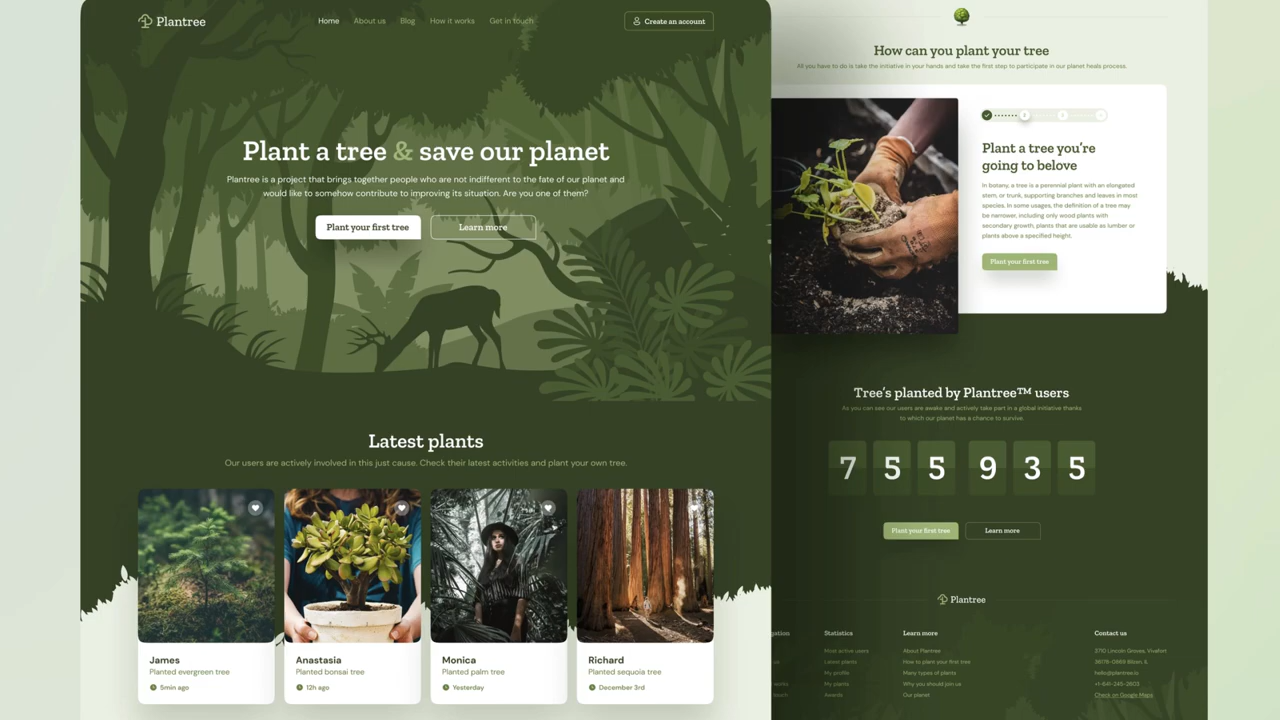 Plantree
Home About us Blog How it works Get in touch
Create an account
Plant a tree & save our planet
Plantree is a project that brings together people who are not indifferent to the fate of our planet and
would like to somehow contribute to improving its situation. Are you one of them?
Plant your first tree Learn more
Latest plants
Our users are actively involved in this just cause. Check their latest activities and plant your own tree.
James
Planted evergreen tree
5min ago
Anastasia
Planted bonsai tree
12h ago
Monica
Planted palm tree
Yesterday
Richard
Planted sequoia tree
December 3rd
How can you plant your tree
All you have to do is take the initiative in your hands and take the first step to participate in our planet heals process.
Plant a tree you're
going to belove
In botany, a tree is a perennial plant with an elongated
stem, or trunk, supporting branches and leaves in most
species. In some usages, the definition of a tree may
be narrower, including only wood plants with
secondary growth, plants that are usable as lumber or
plants above a specified height.
Plant your first tree
Tree's planted by Plantree™ users
As you can see our users are awake and actively take part in a global initiative thanks
to which our planet has a chance to survive.
7 5 5 9 3 5
Plant your first tree Learn more
Plantree
Statistics
Most active users
Latest plants
My profile
My plants
Awards
Learn more
About Plantree
How to plant your first tree
Many types of plants
Why you should join us
Our planet
Contact us
3710 Lincoln Groves, Vivafort
hello@plantree.io
+1-641-245-2603
Check on Google Maps